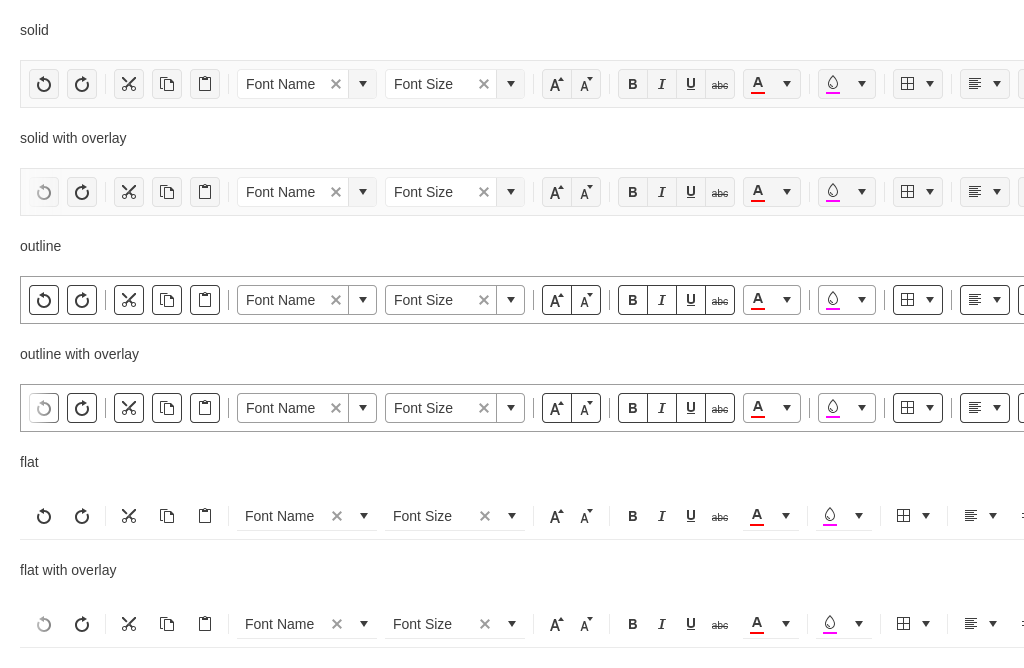 solid
Font Name Font Size A A B I U abc A
solid with overlay
Font Name Font Size A A B I U abc A
outline
Font Name Font Size A A B I U abc A
outline with overlay
Font Name Font Size A A B I U abc A
flat
Font Name Font Size A A B I U abc A
flat with overlay
Font Name Font Size A A B I U abc A